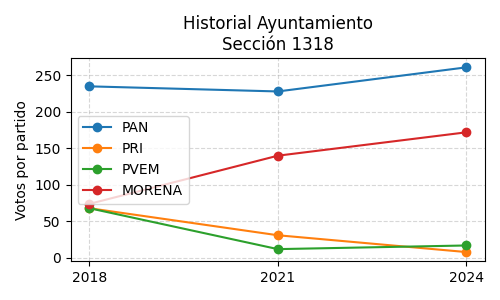 Historial Ayuntamiento
Sección 1318
Votos por partido
250
200
150
100
50
0
PAN
PRI
PVEM
MORENA
2018
2021
2024